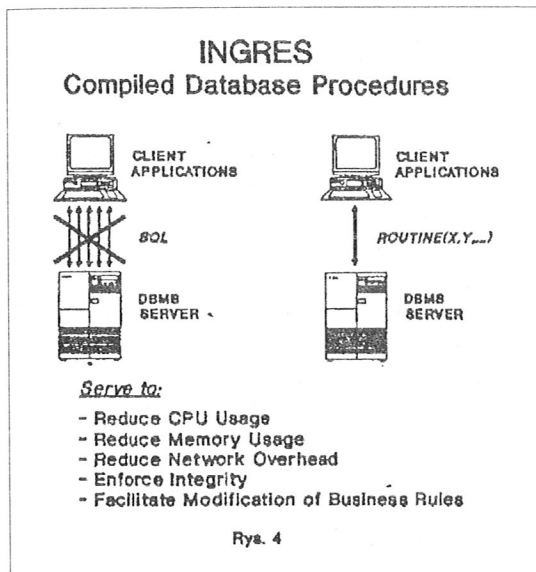 INGRES
Compiled Database Procedures
CLIENT
APPLICATIONS
SQL
DBMS
SERVER
CLIENT
APPLICATIONS
ROUTINE(X,Y,...)
DBMS
SERVER
Serve to:
- Reduce CPU Usage
- Reduce Memory Usage
- Reduce Network Overhead
- Enforce Integrity
- Facilitate Modification of Business Rules
Rys. 4